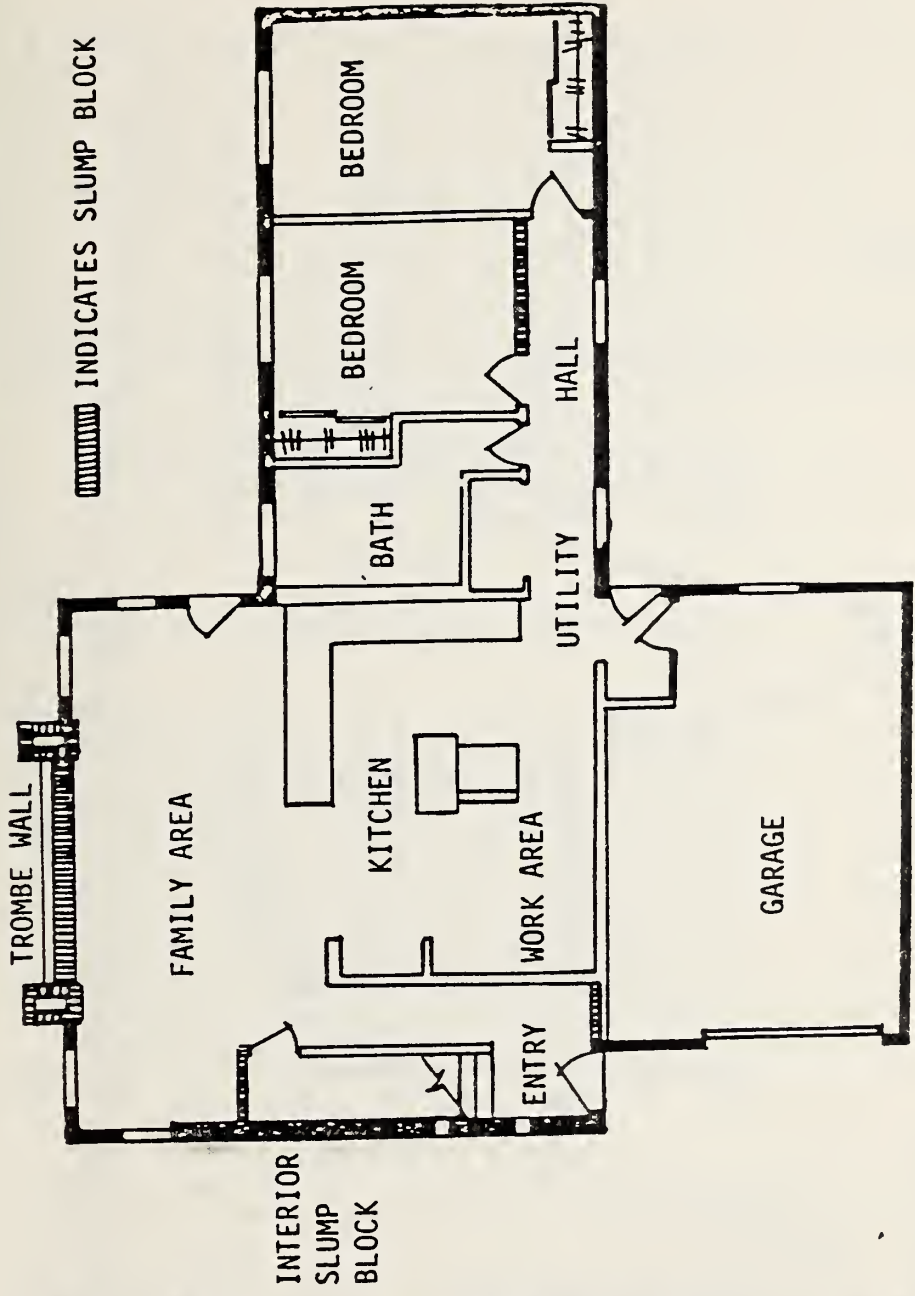 INDICATES SLUMP BLOCK
TROMBE WALL
FAMILY AREA
BEDROOM
BEDROOM
BATH
KITCHEN
HALL
UTILITY
WORK AREA
ENTRY
INTERIOR
SLUMP
BLOCK
GARAGE